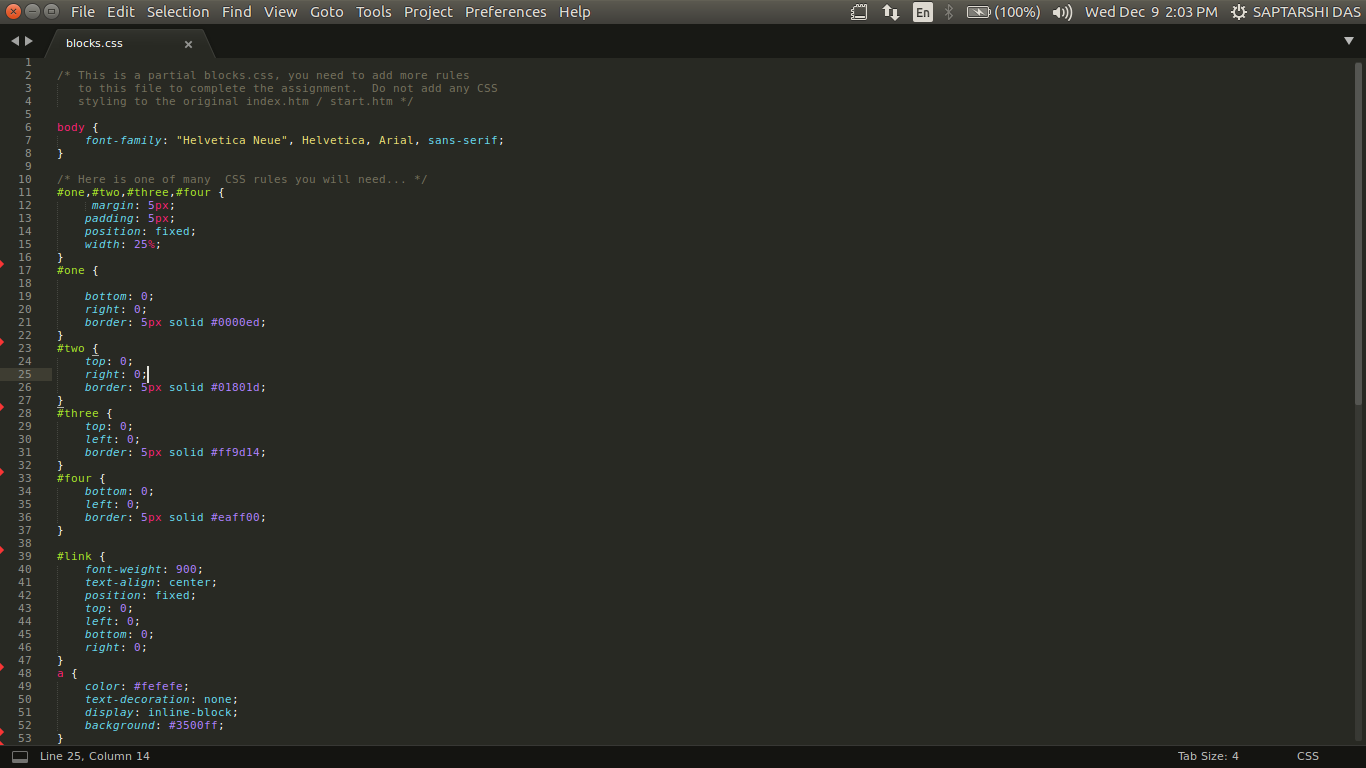 File Edit Selection Find View Goto Tools Project Preferences Help En (100%) Wed Dec 9 2:03 PM SAPTARSHI DAS
blocks.css ×
1
2 /* This is a partial blocks.css, you need to add more rules
3 to this file to complete the assignment. Do not add any CSS
4 styling to the original index.htm / start.htm */
5
6 body {
7 font-family: "Helvetica Neue", Helvetica, Arial, sans-serif;
8 }
9
10 /* Here is one of many CSS rules you will need... */
11 #one,#two,#three,#four {
12 margin: 5px;
13 padding: 5px;
14 position: fixed;
15 width: 25%;
16 }
17 #one {
18
19 bottom: 0;
20 right: 0;
21 border: 5px solid #0000ed;
22 }
23 #two {
24 top: 0;
25 right: 0;
26 border: 5px solid #01801d;
27 }
28 #three {
29 top: 0;
30 left: 0;
31 border: 5px solid #ff9d14;
32 }
33 #four {
34 bottom: 0;
35 left: 0;
36 border: 5px solid #eaff00;
37 }
38
39 #link {
40 font-weight: 900;
41 text-align: center;
42 position: fixed;
43 top: 0;
44 left: 0;
45 bottom: 0;
46 right: 0;
47 }
48 a {
49 color: #fefefe;
50 text-decoration: none;
51 display: inline-block;
52 background: #3500ff;
53 }
Line 25, Column 14 Tab Size: 4 CSS